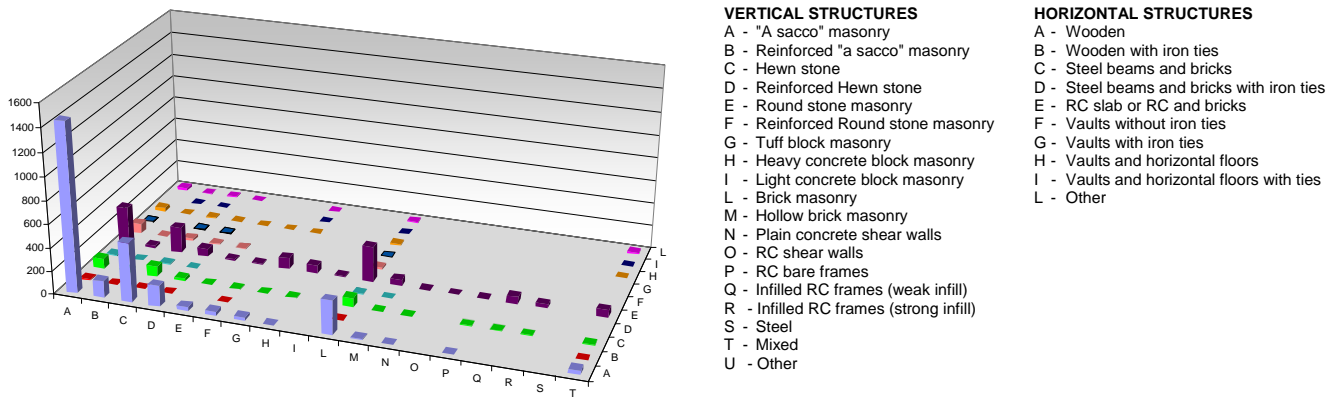 1600
1400
1200
1000
800
600
400
200
0
A B C D E F G H I L M N O P Q R S T
A
B
C
D
E
F
G
H
I
L
VERTICAL STRUCTURES
A - "A sacco" masonry
B - Reinforced "a sacco" masonry
C - Hewn stone
D - Reinforced Hewn stone
E - Round stone masonry
F - Reinforced Round stone masonry
G - Tuff block masonry
H - Heavy concrete block masonry
I - Light concrete block masonry
L - Brick masonry
M - Hollow brick masonry
N - Plain concrete shear walls
O - RC shear walls
P - RC bare frames
Q - Infilled RC frames (weak infill)
R - Infilled RC frames (strong infill)
S - Steel
T - Mixed
U - Other
HORIZONTAL STRUCTURES
A - Wooden
B - Wooden with iron ties
C - Steel beams and bricks
D - Steel beams and bricks with iron ties
E - RC slab or RC and bricks
F - Vaults without iron ties
G - Vaults with iron ties
H - Vaults and horizontal floors
I - Vaults and horizontal floors with ties
L - Other